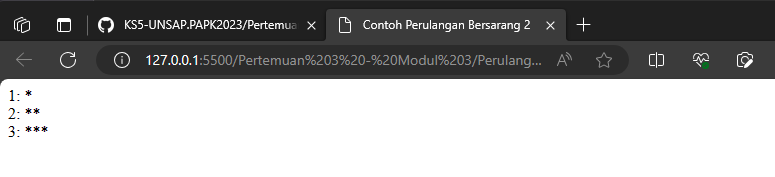 KS5-UNSAP.PAPK2023/Pertemua
Contoh Perulangan Bersarang 2
127.0.0.1:5500/Pertemuan%203%20-%20Modul%203/Perulang...
1: *
2: **
3: ***